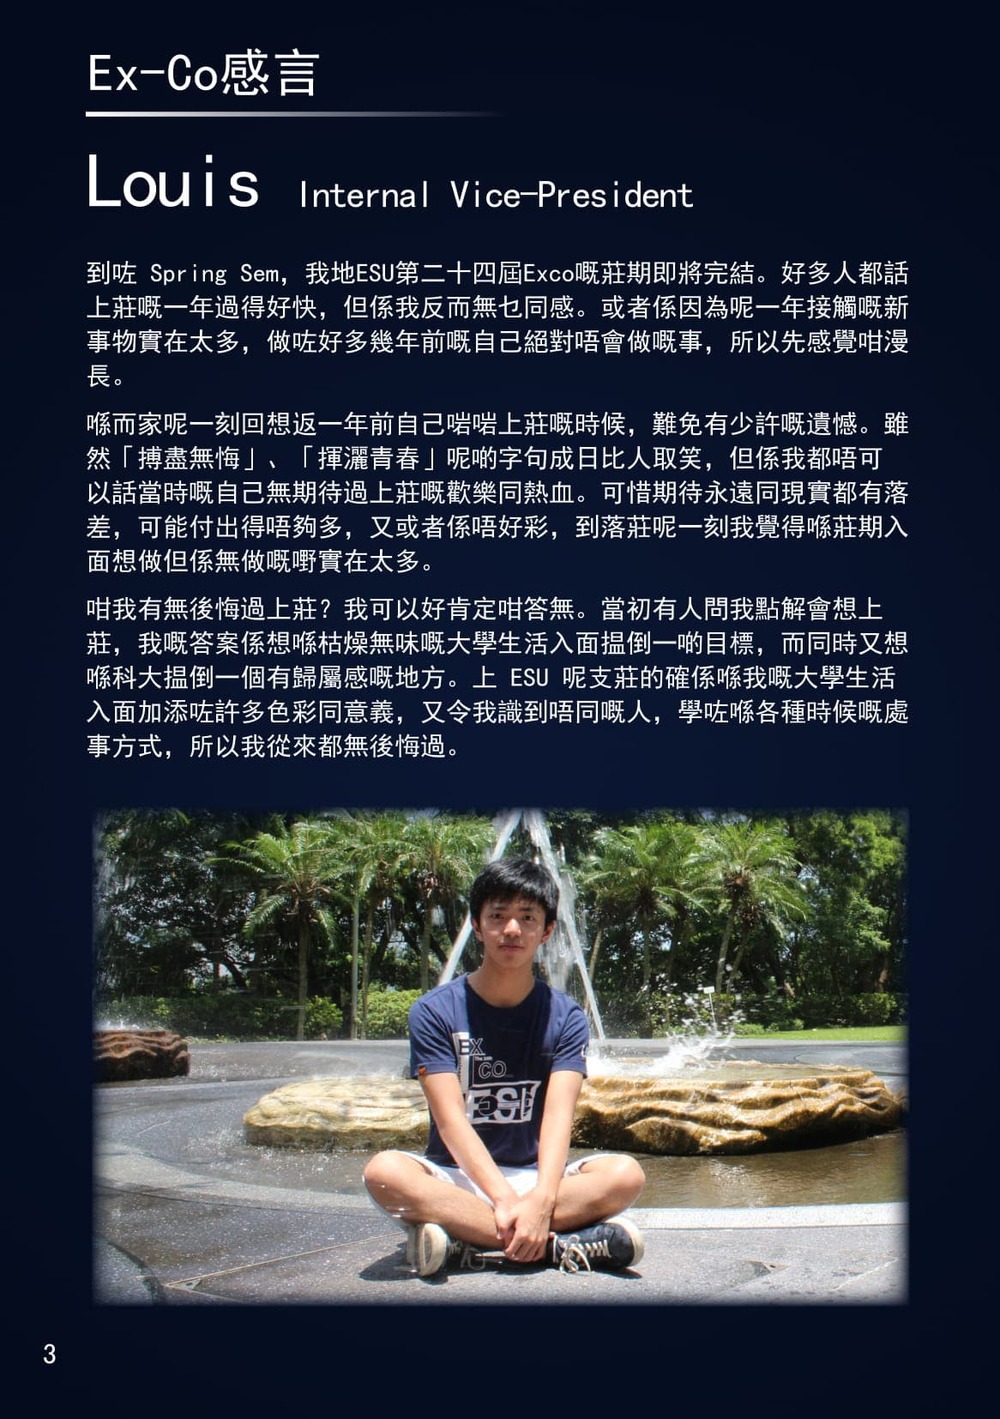 Ex-Co感言
Louis Internal Vice-President
到咗 Spring Sem，我地ESU第二十四屆Exco嘅莊期即將完結。好多人都話
上莊嘅一年過得好快，但係我反而無乜同感。或者係因為呢一年接觸嘅新
事物實在太多，做咗好多幾年前嘅自己絕對唔會做嘅事，所以先感覺咁漫
長。
喺而家呢一刻回想返一年前自己啱啱上莊嘅時候，難免有少許嘅遺憾。雖
然「搏盡無悔」、「揮灑青春」呢啲字句成日比人取笑，但係我都唔可
以話當時嘅自己無期待過上莊嘅歡樂同熱血。可惜期待永遠同現實都有落
差，可能付出得唔夠多，又或者係唔好彩，到落莊呢一刻我覺得喺莊期入
面想做但係無做嘅嘢實在太多。
咁我有無後悔過上莊？我可以好肯定咁答無。當初有人問我點解會想上
莊，我嘅答案係想喺枯燥無味嘅大學生活入面揾倒一啲目標，而同時又想
喺科大揾倒一個有歸屬感嘅地方。上 ESU 呢支莊的確係喺我嘅大學生活
入面加添咗許多色彩同意義，又令我識到唔同嘅人，學咗喺各種時候嘅處
事方式，所以我從來都無後悔過。
EX
CO
ESU
3